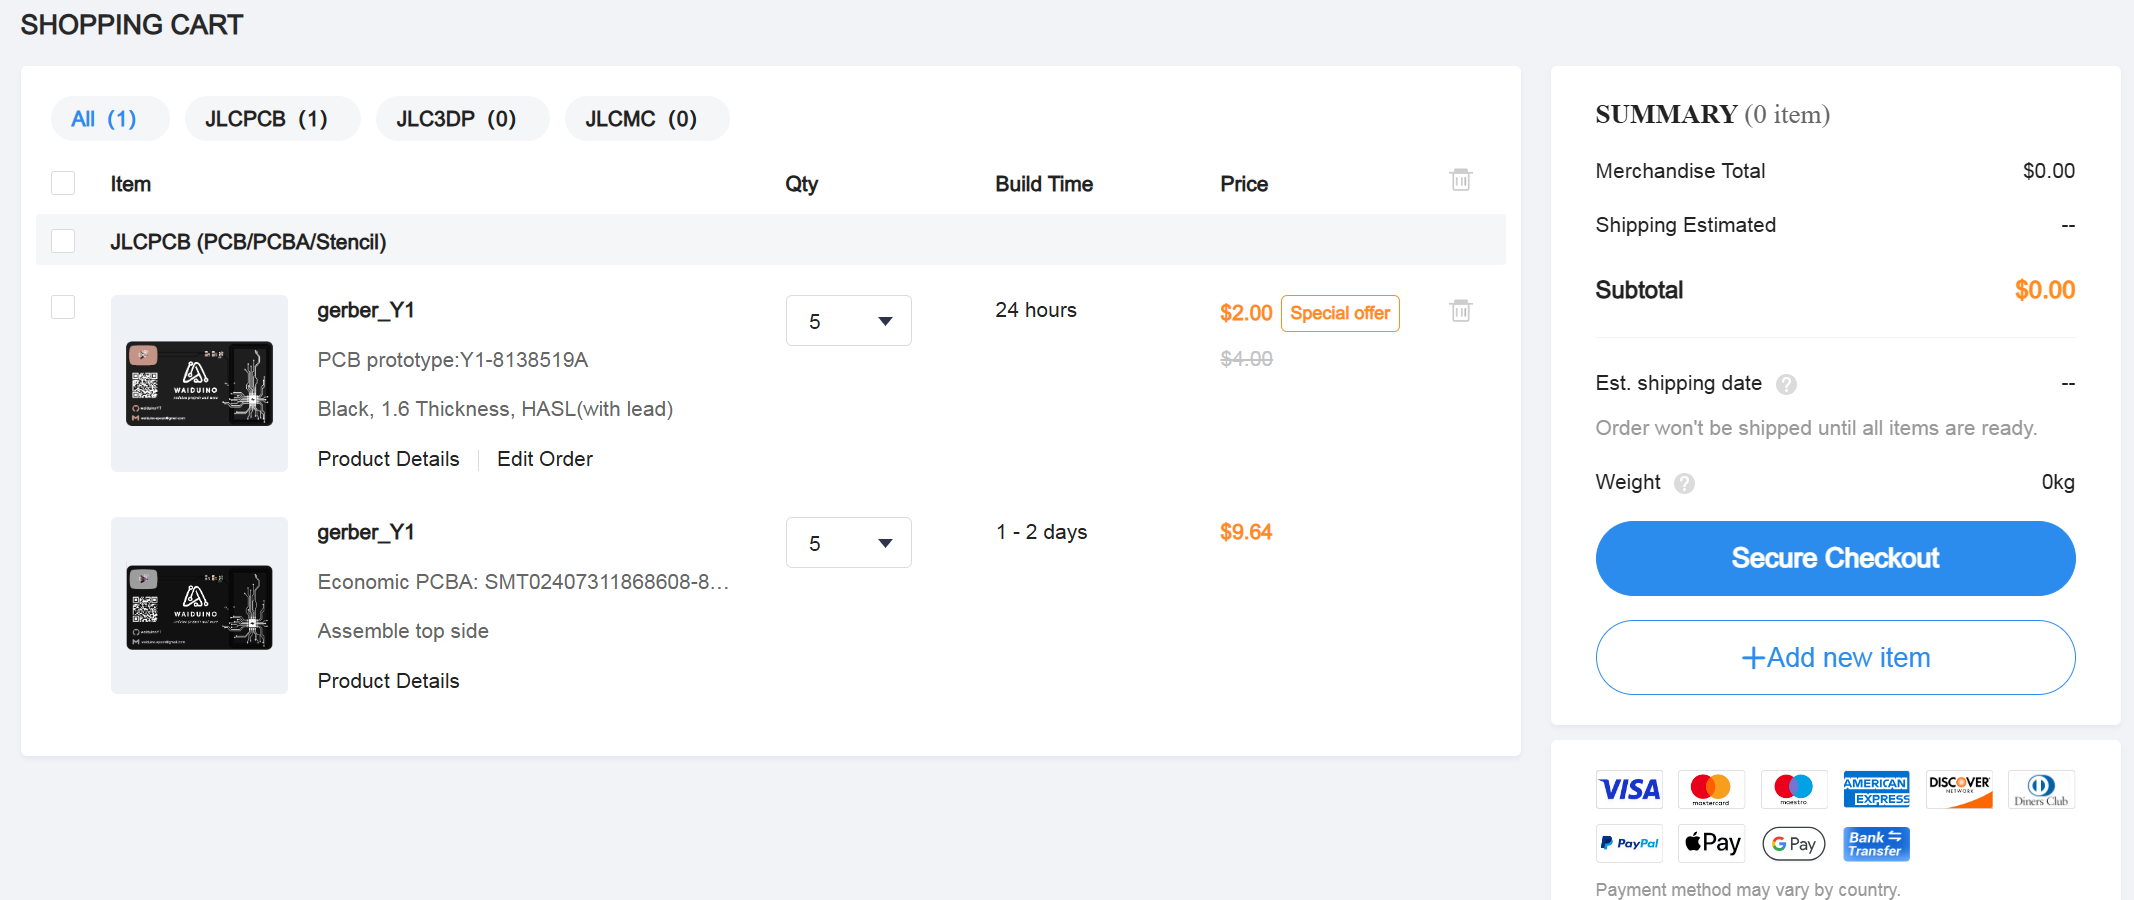 SHOPPING CART
All (1)
JLCPCB (1)
JLC3DP (0)
JLCMC (0)
Item
Qty
Build Time
Price
JLCPCB (PCB/PCBA/Stencil)
gerber_Y1
PCB prototype:Y1-8138519A
Black, 1.6 Thickness, HASL(with lead)
Product Details
Edit Order
5
24 hours
$2.00
Special offer
$4.00
WAIDUINO
gerber_Y1
Economic PCBA: SMT02407311868608-8...
Assemble top side
Product Details
5
1 - 2 days
$9.64
WAIDUINO
SUMMARY (0 item)
Merchandise Total
$0.00
Shipping Estimated
--
Subtotal
$0.00
Est. shipping date ?
--
Order won't be shipped until all items are ready.
Weight ?
0kg
Secure Checkout
+Add new item
VISA
mastercard
maestro
AMERICAN EXPRESS
DISCOVER NETWORK
Diners Club
PayPal
Pay
G Pay
Bank Transfer
Payment method may vary by country.